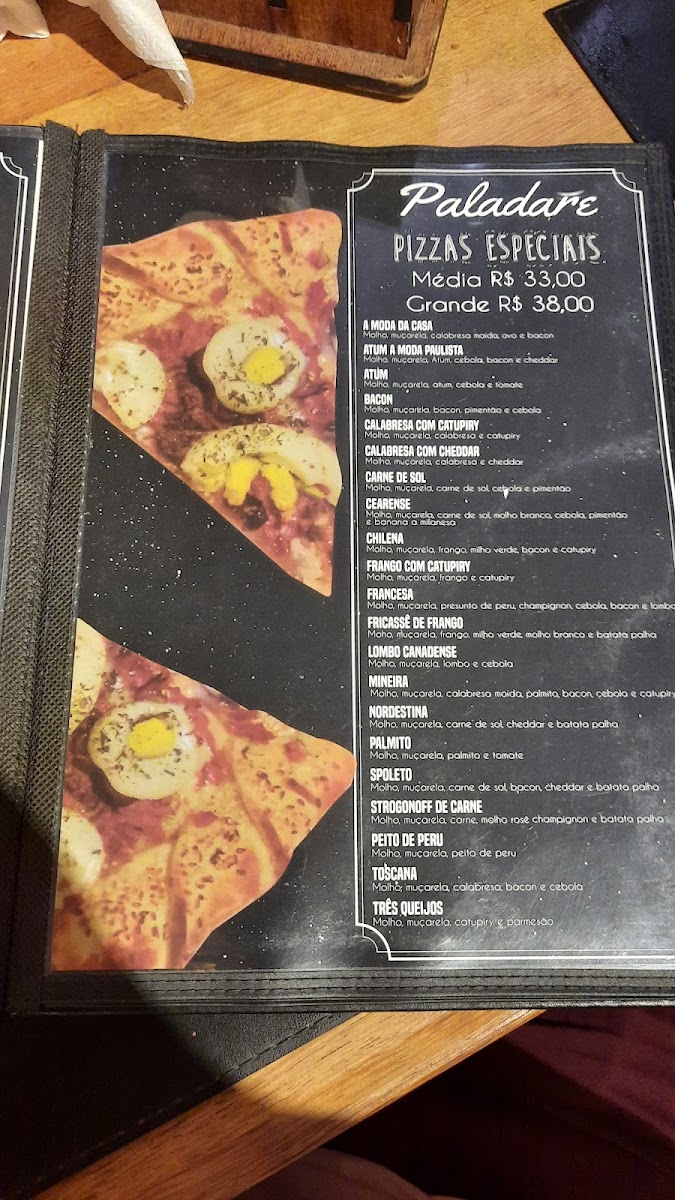 Paladare
PIZZAS ESPECIAIS
Média R$ 33,00
Grande R$ 38,00
A MODA DA CASA
Molho, muçarela, calabresa moida, ovo e bacon
ATUM A MODA PAULISTA
Molho, muçarela, Atum, cebola, bacon e cheddar
ATUM
Molho, muçarela, atum, cebola e tomate
BACON
Molho, muçarela, bacon, pimentão e cebola
CALABRESA COM CATUPIRY
Molho, muçarela, calabresa e catupiry
CALABRESA COM CHEDDAR
Molho, muçarela, calabresa e cheddar
CARNE DE SOL
Molho, muçarela, carne de sol, cebola e pimentão
CEARENSE
Molho, muçarela, carne de sol, molho branco, cebola, pimentão
e banana a milanesa
CHILENA
Molho, muçarela, frango, milho verde, bacon e catupiry
FRANGO COM CATUPIRY
Molho, muçarela, frango e catupiry
FRANCESA
Molho, muçarela, presunto de peru, champignon, cebola, bacon e lombo
FRICASSÊ DE FRANGO
Molho, muçarela, frango, milho verde, molho branco e batata palha
LOMBO CANADENSE
Molho, muçarela, lombo e cebola
MINEIRA
Molho, muçarela, calabresa moida, palmito, bacon, cebola e catupiry
NORDESTINA
Molho, muçarela, carne de sol, cheddar e batata palha
PALMITO
Molho, muçarela, palmito e tomate
SPOLETO
Molho, muçarela, carne de sol, bacon, cheddar e batata palha
STROGONOFF DE CARNE
Molho, muçarela, carne, molho rosé champignon e batata palha
PEITO DE PERU
Molho, muçarela, peito de peru
TOSCANA
Molho, muçarela, calabresa, bacon e cebola
TRÊS QUEIJOS
Molho, muçarela, catupiry e parmesão